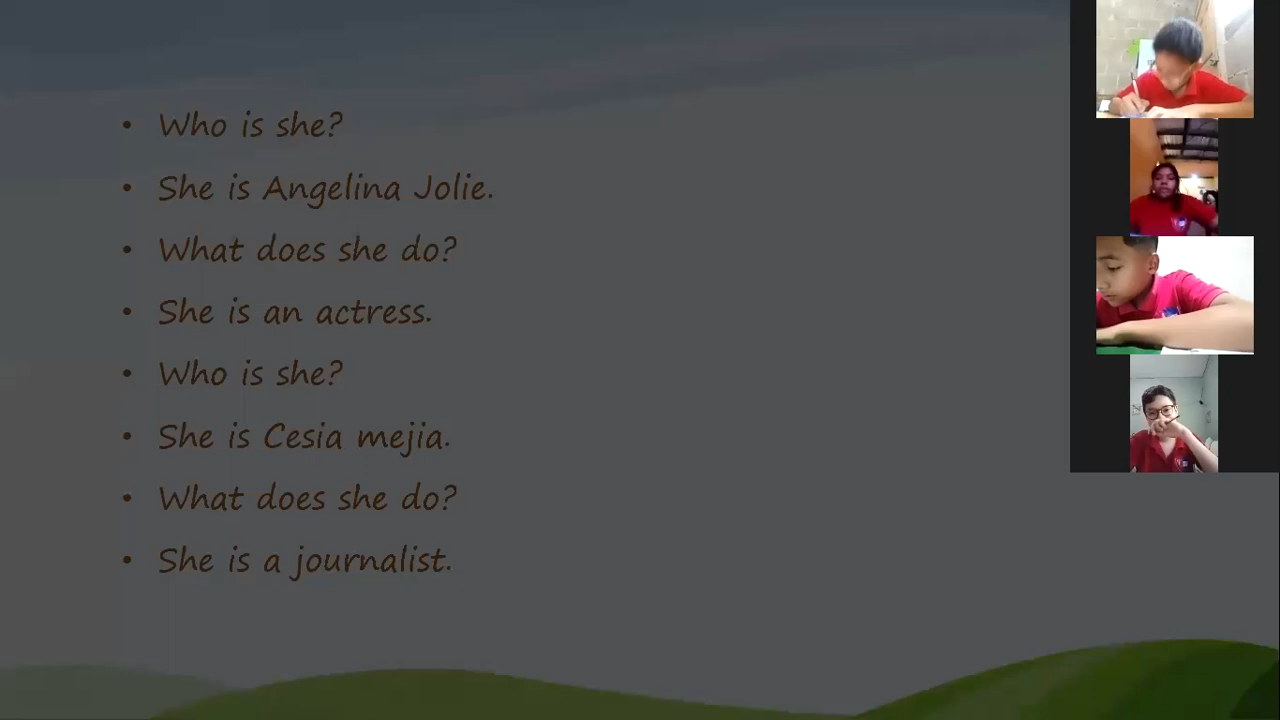 • Who is she?
• She is Angelina Jolie.
• What does she do?
• She is an actress.
• Who is she?
• She is Cesia mejia.
• What does she do?
• She is a journalist.